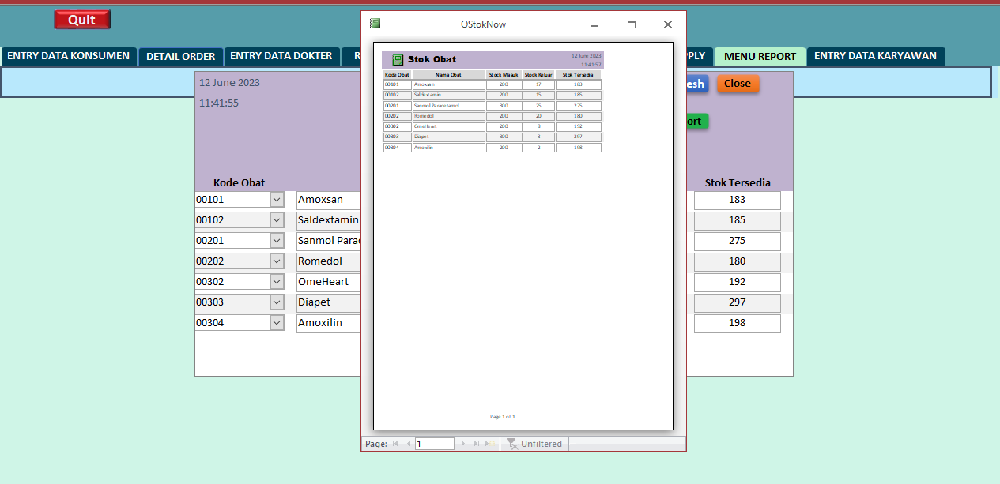 Quit
QStokNow
ENTRY DATA KONSUMEN
DETAIL ORDER
ENTRY DATA DOKTER
R
PLY
MENU REPORT
ENTRY DATA KARYAWAN
12 June 2023
11:41:55
esh
Close
ort
Kode Obat
Stok Tersedia
00101 Amoxsan 183
00102 Saldextamin 185
00201 Sanmol Parac 275
00202 Romedol 180
00302 OmeHeart 192
00303 Diapet 297
00304 Amoxilin 198
Stok Obat
12 June 2023
11:41:57
Kode Obat Nama Obat Stock Masuk Stock Keluar Stok Tersedia
00101 Amoxsan 200 17 183
00102 Saldextamin 200 15 185
00201 Sanmol Paracetamol 300 25 275
00202 Romedol 200 20 180
00302 OmeHeart 200 8 192
00303 Diapet 300 3 297
00304 Amoxilin 200 2 198
Page 1 of 1
Page: 1 Unfiltered